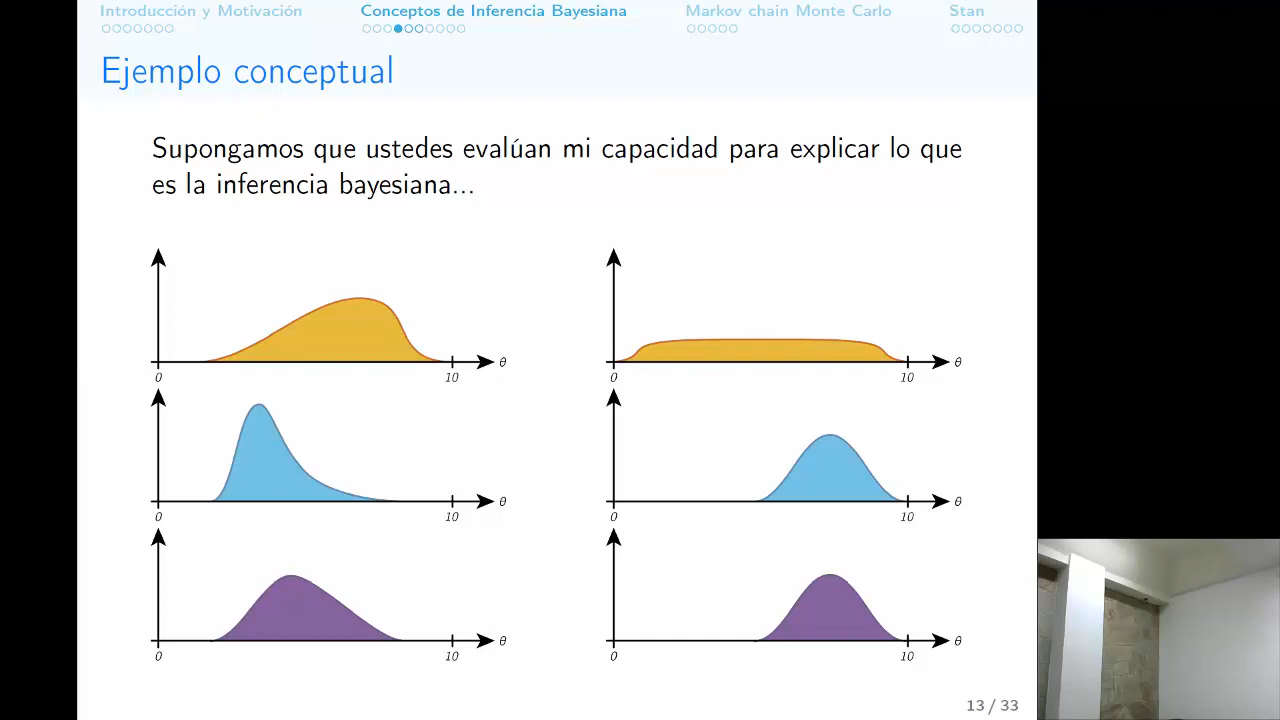 Introducción y Motivación
Conceptos de Inferencia Bayesiana
Markov chain Monte Carlo
Stan
Ejemplo conceptual
Supongamos que ustedes evalúan mi capacidad para explicar lo que
es la inferencia bayesiana...
θ
0 10
θ
0 10
θ
0 10
θ
0 10
θ
0 10
θ
0 10
13 / 33